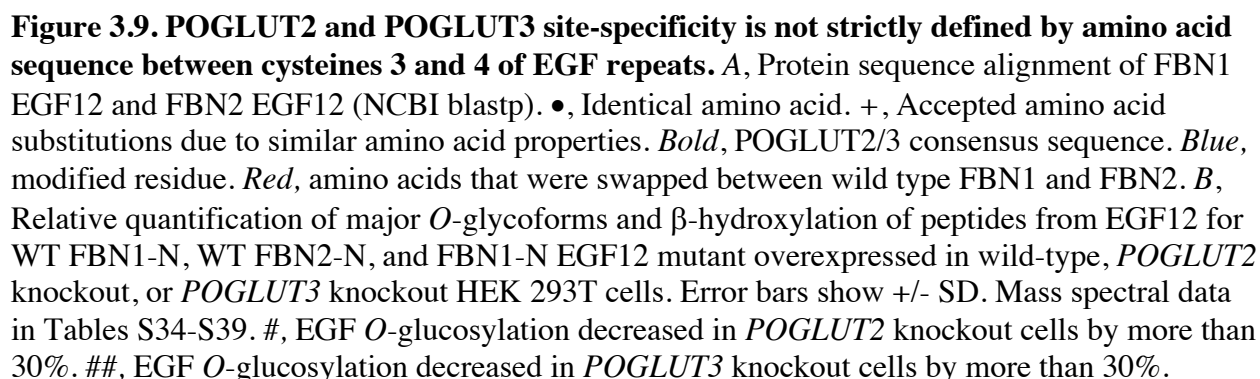 Figure 3.9. POGLUT2 and POGLUT3 site-specificity is not strictly defined by amino acid
sequence between cysteines 3 and 4 of EGF repeats. A, Protein sequence alignment of FBN1
EGF12 and FBN2 EGF12 (NCBI blastp). •, Identical amino acid. +, Accepted amino acid
substitutions due to similar amino acid properties. Bold, POGLUT2/3 consensus sequence. Blue,
modified residue. Red, amino acids that were swapped between wild type FBN1 and FBN2. B,
Relative quantification of major O-glycoforms and β-hydroxylation of peptides from EGF12 for
WT FBN1-N, WT FBN2-N, and FBN1-N EGF12 mutant overexpressed in wild-type, POGLUT2
knockout, or POGLUT3 knockout HEK 293T cells. Error bars show +/- SD. Mass spectral data
in Tables S34-S39. #, EGF O-glucosylation decreased in POGLUT2 knockout cells by more than
30%. ##, EGF O-glucosylation decreased in POGLUT3 knockout cells by more than 30%.